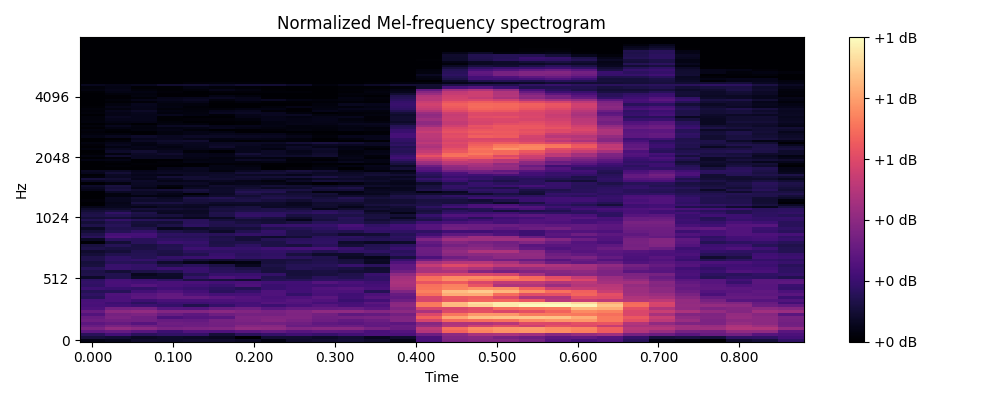 Normalized Mel-frequency spectrogram
Hz
4096
2048
1024
512
0
0.000 0.100 0.200 0.300 0.400 0.500 0.600 0.700 0.800
Time
+1 dB
+1 dB
+1 dB
+0 dB
+0 dB
+0 dB